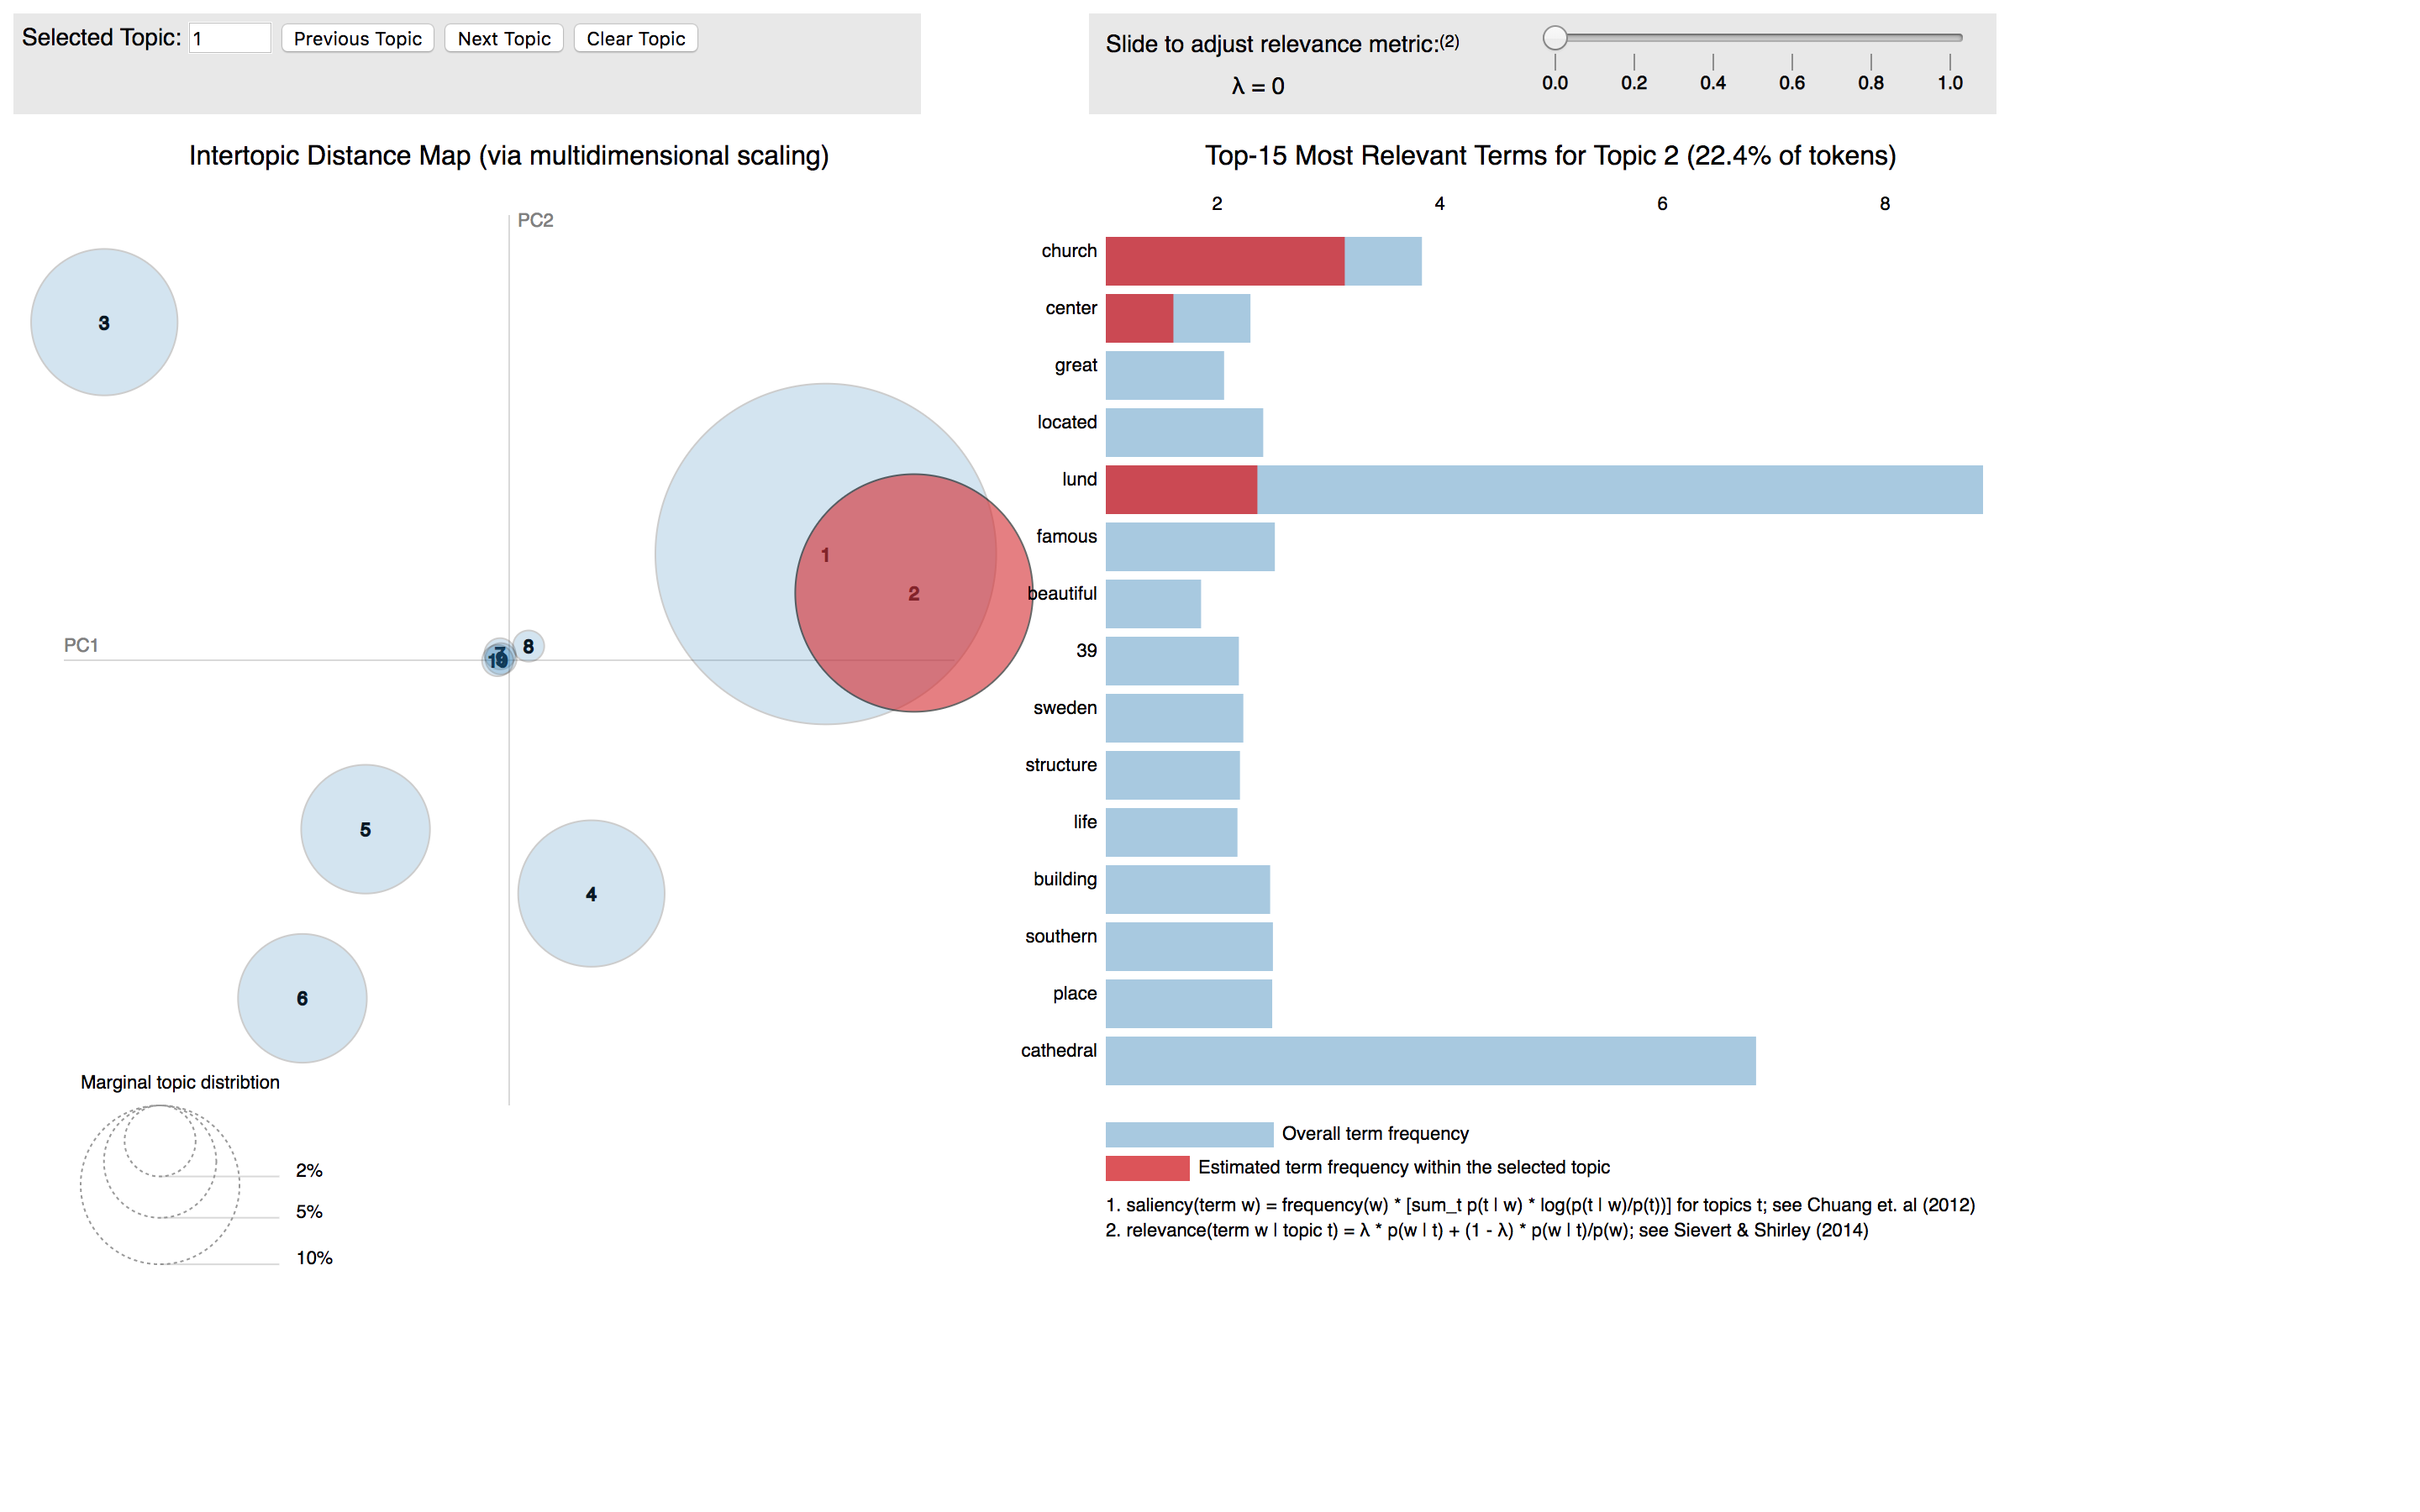 Selected Topic: 1 Previous Topic Next Topic Clear Topic
Slide to adjust relevance metric:(2)
λ = 0
0.0 0.2 0.4 0.6 0.8 1.0
Intertopic Distance Map (via multidimensional scaling)
PC2
PC1
3
1
2
7
8
10
5
4
6
Marginal topic distribtion
2%
5%
10%
Top-15 Most Relevant Terms for Topic 2 (22.4% of tokens)
2 4 6 8
church
center
great
located
lund
famous
beautiful
39
sweden
structure
life
building
southern
place
cathedral
Overall term frequency
Estimated term frequency within the selected topic
1. saliency(term w) = frequency(w) * [sum_t p(t | w) * log(p(t | w)/p(t))] for topics t; see Chuang et. al (2012)
2. relevance(term w | topic t) = λ * p(w | t) + (1 - λ) * p(w | t)/p(w); see Sievert & Shirley (2014)